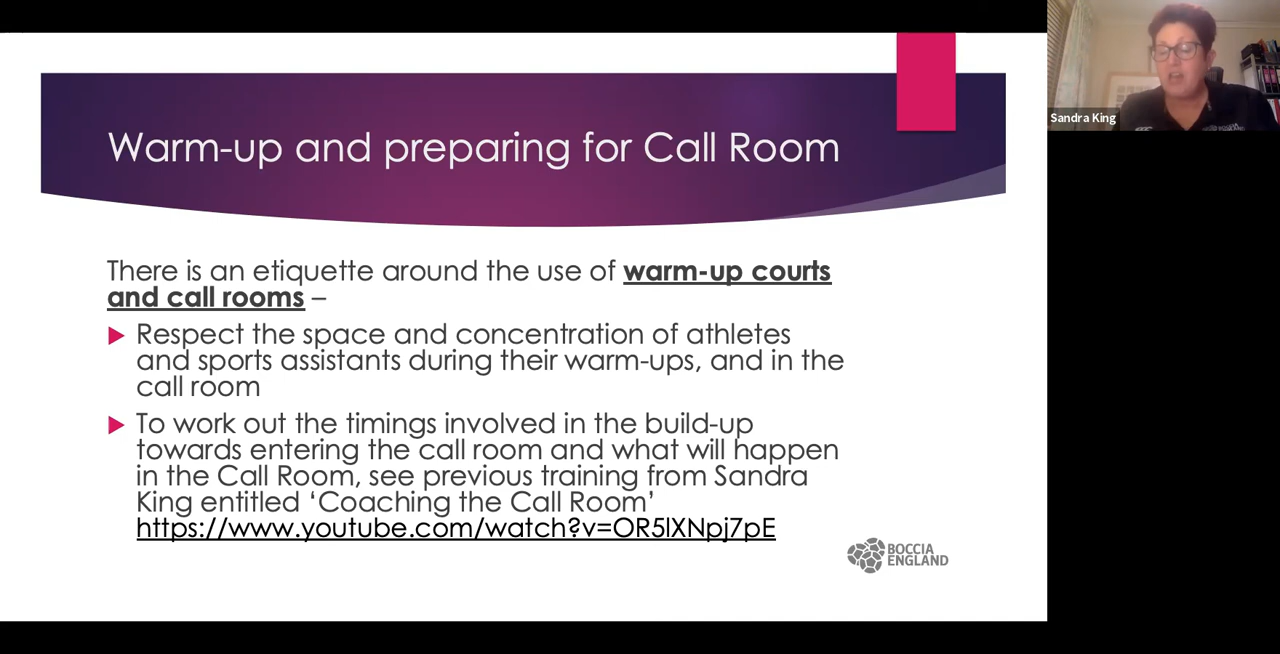 Warm-up and preparing for Call Room
Sandra King
There is an etiquette around the use of warm-up courts
and call rooms –
Respect the space and concentration of athletes
and sports assistants during their warm-ups, and in the
call room
To work out the timings involved in the build-up
towards entering the call room and what will happen
in the Call Room, see previous training from Sandra
King entitled ‘Coaching the Call Room’
https://www.youtube.com/watch?v=OR5lXNpj7pE
BOCCIA
ENGLAND